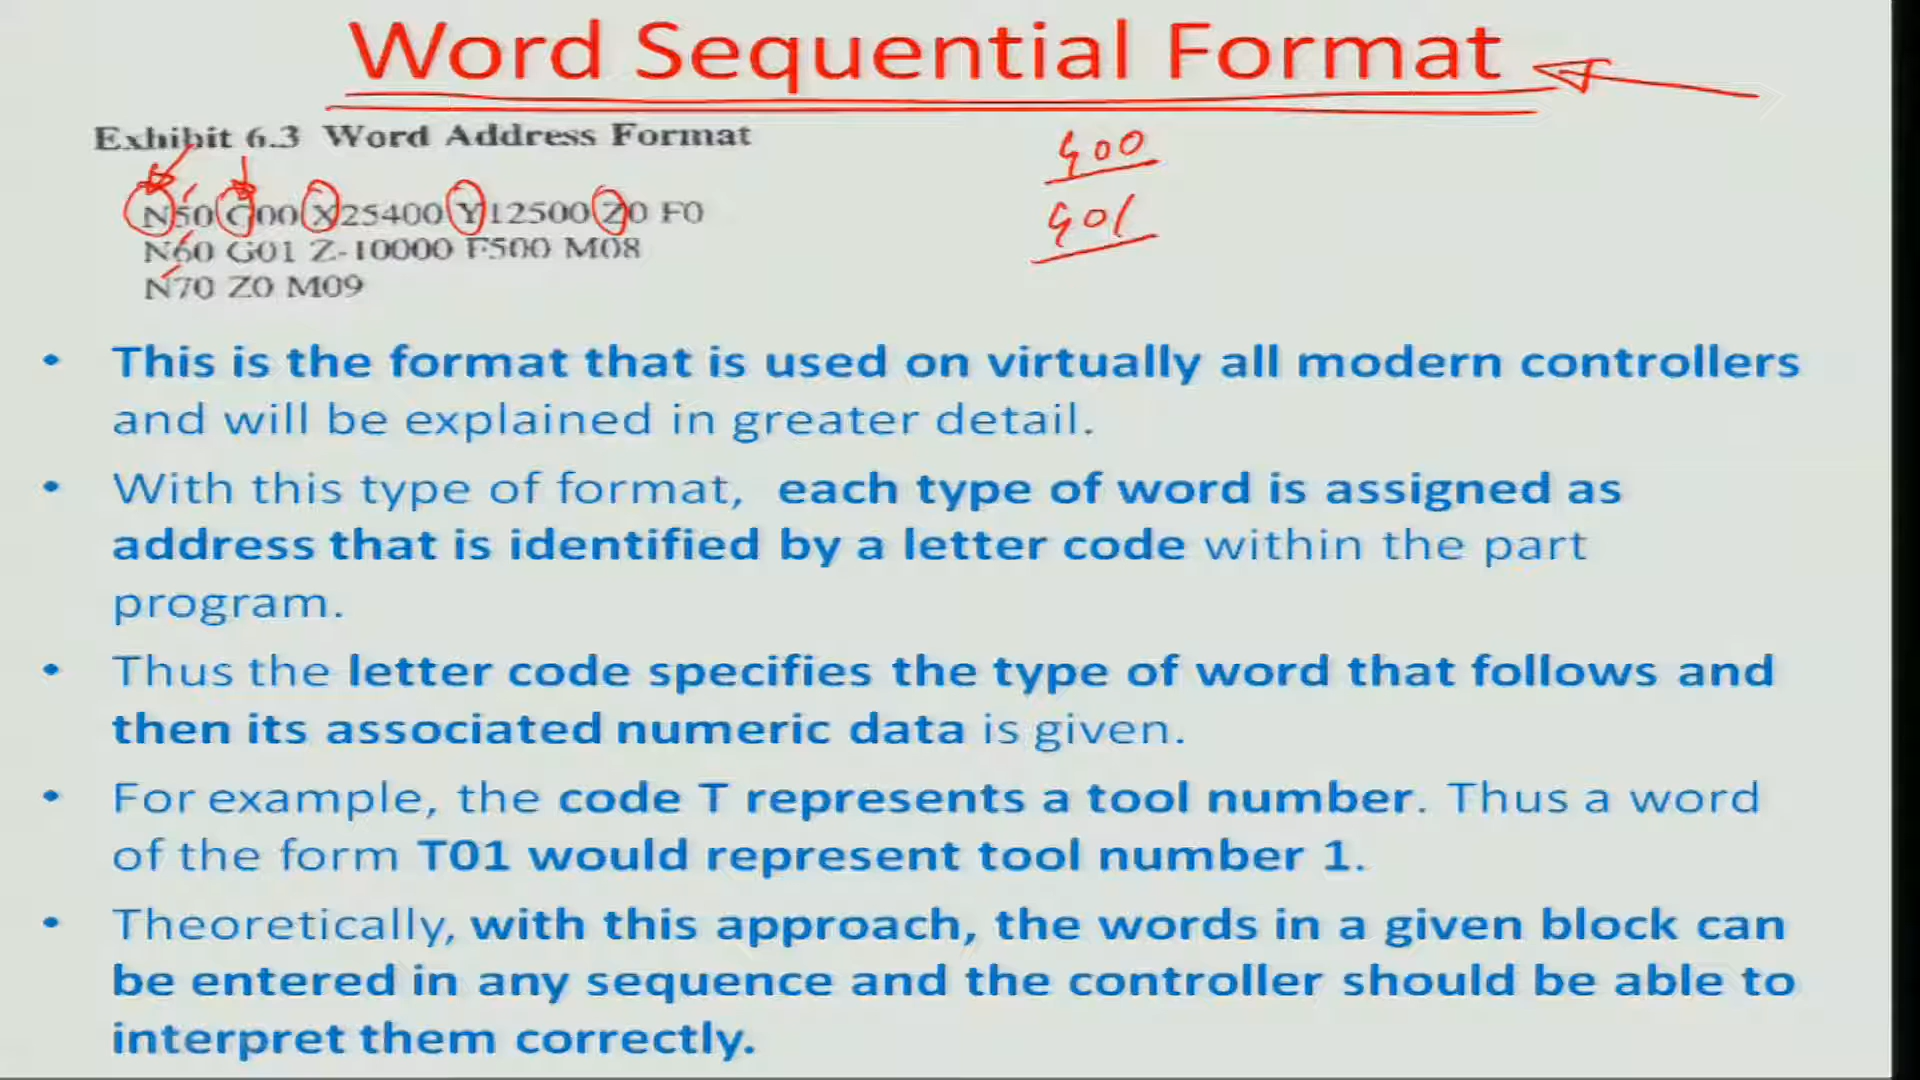 Word Sequential Format
Exhibit 6.3 Word Address Format
G00
N50 G00 X25400 Y12500 Z0 F0
G01
N60 G01 Z-10000 F500 M08
N70 Z0 M09
• This is the format that is used on virtually all modern controllers
and will be explained in greater detail.
• With this type of format, each type of word is assigned as
address that is identified by a letter code within the part
program.
• Thus the letter code specifies the type of word that follows and
then its associated numeric data is given.
• For example, the code T represents a tool number. Thus a word
of the form T01 would represent tool number 1.
• Theoretically, with this approach, the words in a given block can
be entered in any sequence and the controller should be able to
interpret them correctly.